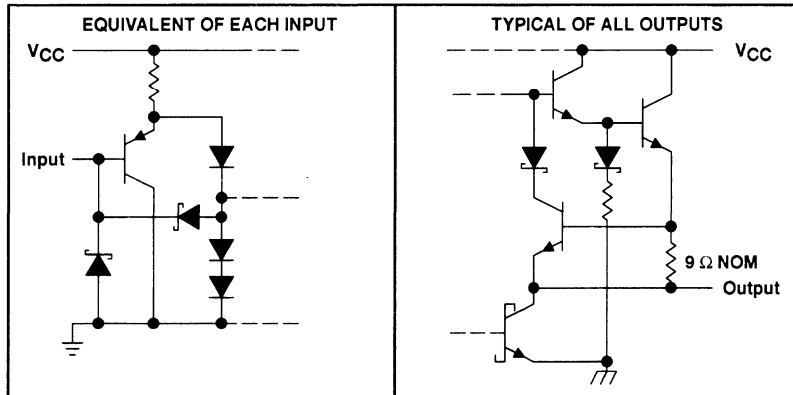 EQUIVALENT OF EACH INPUT
VCC
Input
TYPICAL OF ALL OUTPUTS
VCC
9 Ω NOM
Output